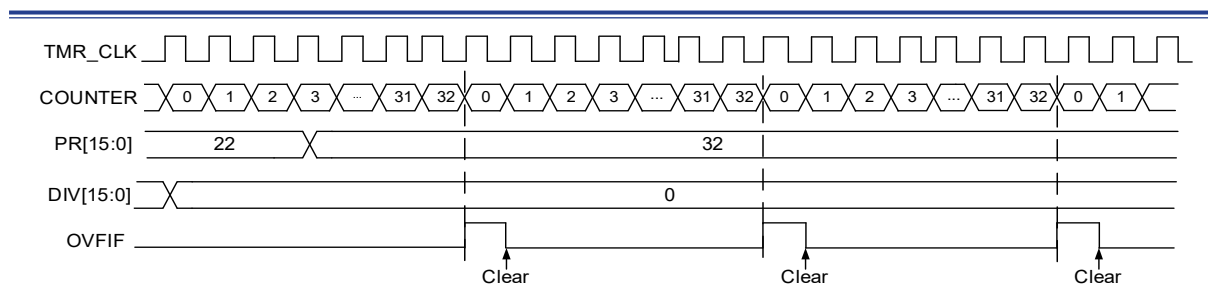 TMR_CLK
COUNTER 0 1 2 3 ... 31 32 0 1 2 3 ... 31 32 0 1 2 3 ... 31 32 0 1
PR[15:0] 22 32
DIV[15:0] 0
OVFIF
Clear Clear Clear